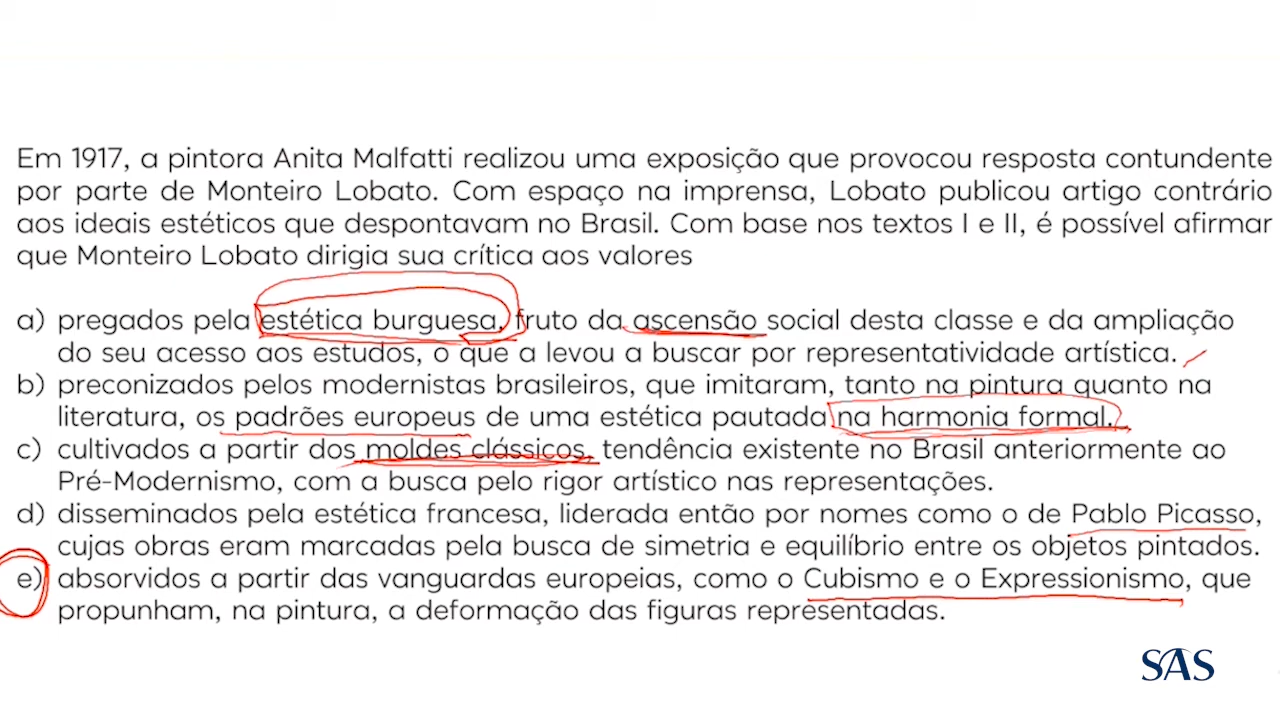 Em 1917, a pintora Anita Malfatti realizou uma exposição que provocou resposta contundente
por parte de Monteiro Lobato. Com espaço na imprensa, Lobato publicou artigo contrário
aos ideais estéticos que despontavam no Brasil. Com base nos textos I e II, é possível afirmar
que Monteiro Lobato dirigia sua crítica aos valores
a) pregados pela estética burguesa, fruto da ascensão social desta classe e da ampliação
do seu acesso aos estudos, o que a levou a buscar por representatividade artística.
b) preconizados pelos modernistas brasileiros, que imitaram, tanto na pintura quanto na
literatura, os padrões europeus de uma estética pautada na harmonia formal.
c) cultivados a partir dos moldes clássicos, tendência existente no Brasil anteriormente ao
Pré-Modernismo, com a busca pelo rigor artístico nas representações.
d) disseminados pela estética francesa, liderada então por nomes como o de Pablo Picasso,
cujas obras eram marcadas pela busca de simetria e equilíbrio entre os objetos pintados.
e) absorvidos a partir das vanguardas europeias, como o Cubismo e o Expressionismo, que
propunham, na pintura, a deformação das figuras representadas.
SAS